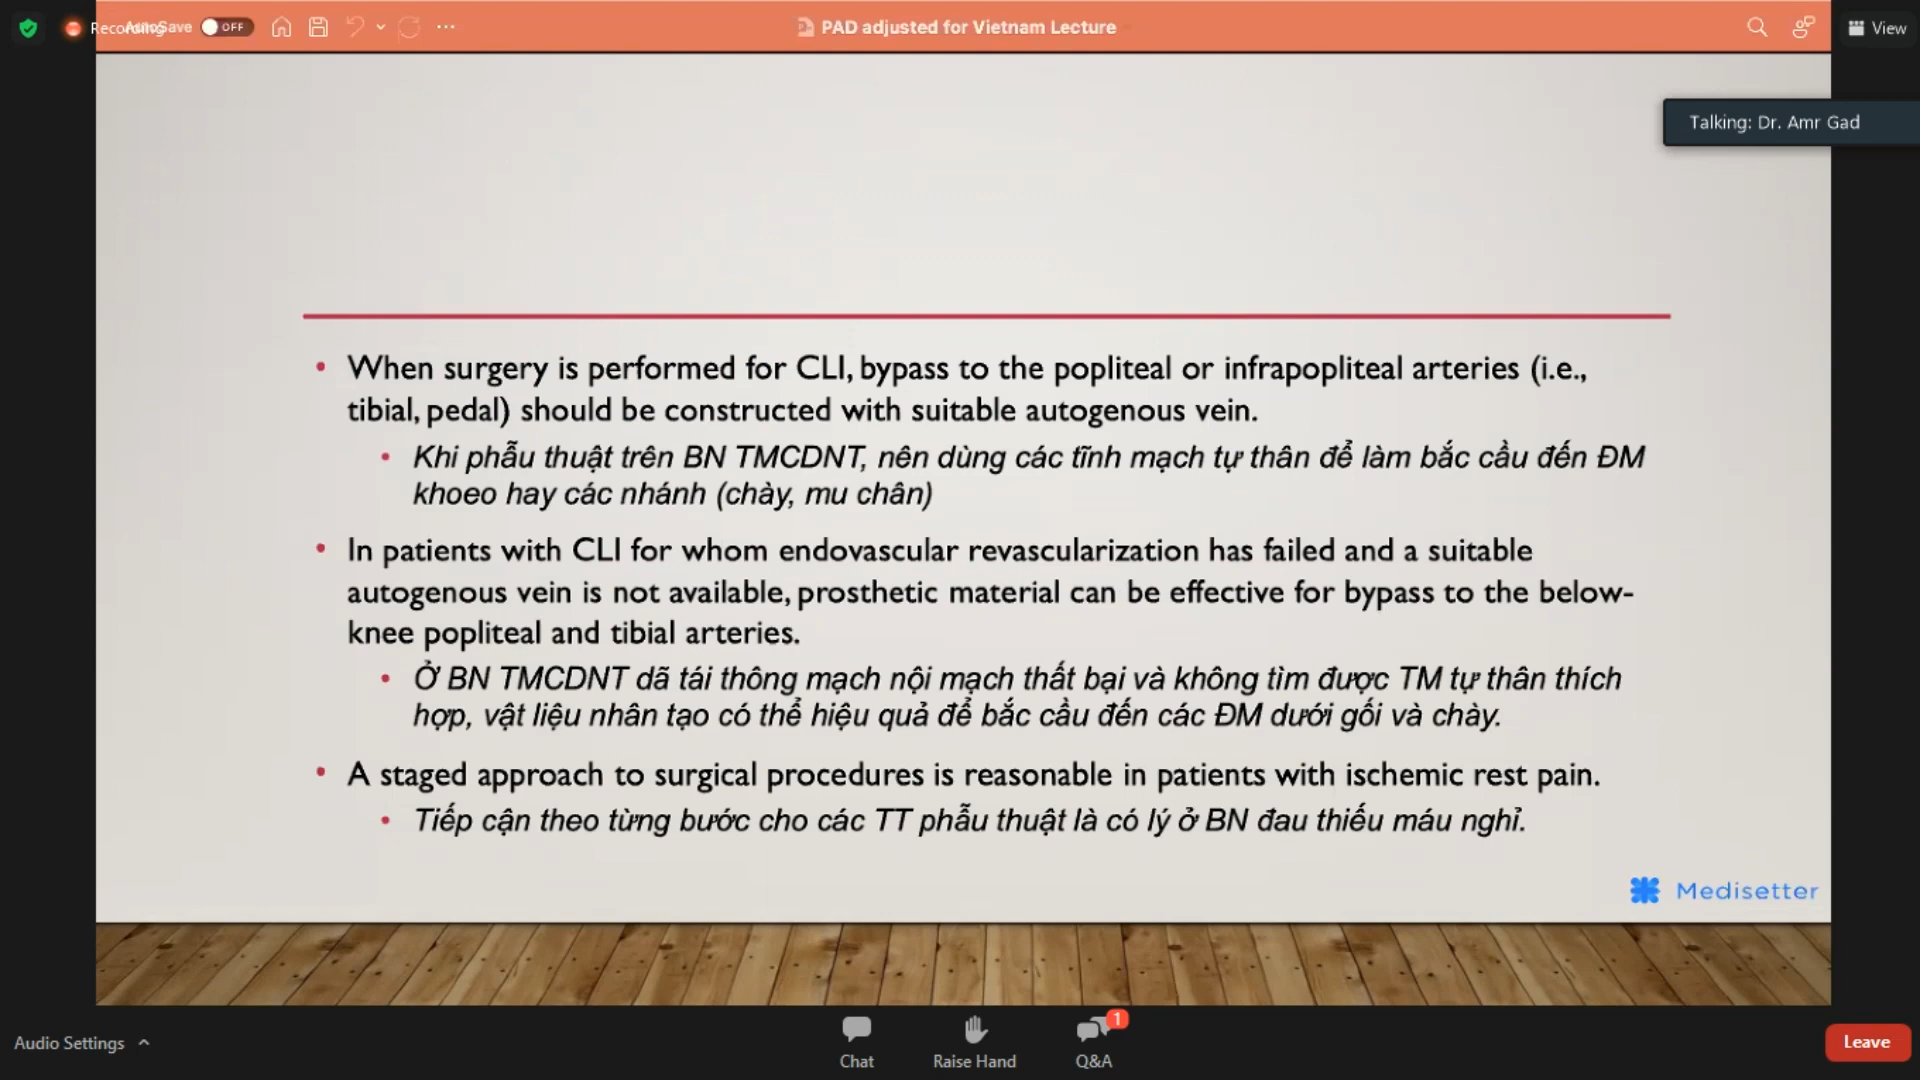 Recording
AutoSave
OFF
PAD adjusted for Vietnam Lecture
View
Talking: Dr. Amr Gad
• When surgery is performed for CLI, bypass to the popliteal or infrapopliteal arteries (i.e.,
tibial, pedal) should be constructed with suitable autogenous vein.
• Khi phẫu thuật trên BN TMCDNT, nên dùng các tĩnh mạch tự thân để làm bắc cầu đến ĐM
khoeo hay các nhánh (chày, mu chân)
• In patients with CLI for whom endovascular revascularization has failed and a suitable
autogenous vein is not available, prosthetic material can be effective for bypass to the below-
knee popliteal and tibial arteries.
• Ở BN TMCDNT dã tái thông mạch nội mạch thất bại và không tìm được TM tự thân thích
hợp, vật liệu nhân tạo có thể hiệu quả để bắc cầu đến các ĐM dưới gối và chày.
• A staged approach to surgical procedures is reasonable in patients with ischemic rest pain.
• Tiếp cận theo từng bước cho các TT phẫu thuật là có lý ở BN đau thiếu máu nghỉ.
Medisetter
Audio Settings
Chat
Raise Hand
1
Q&A
Leave